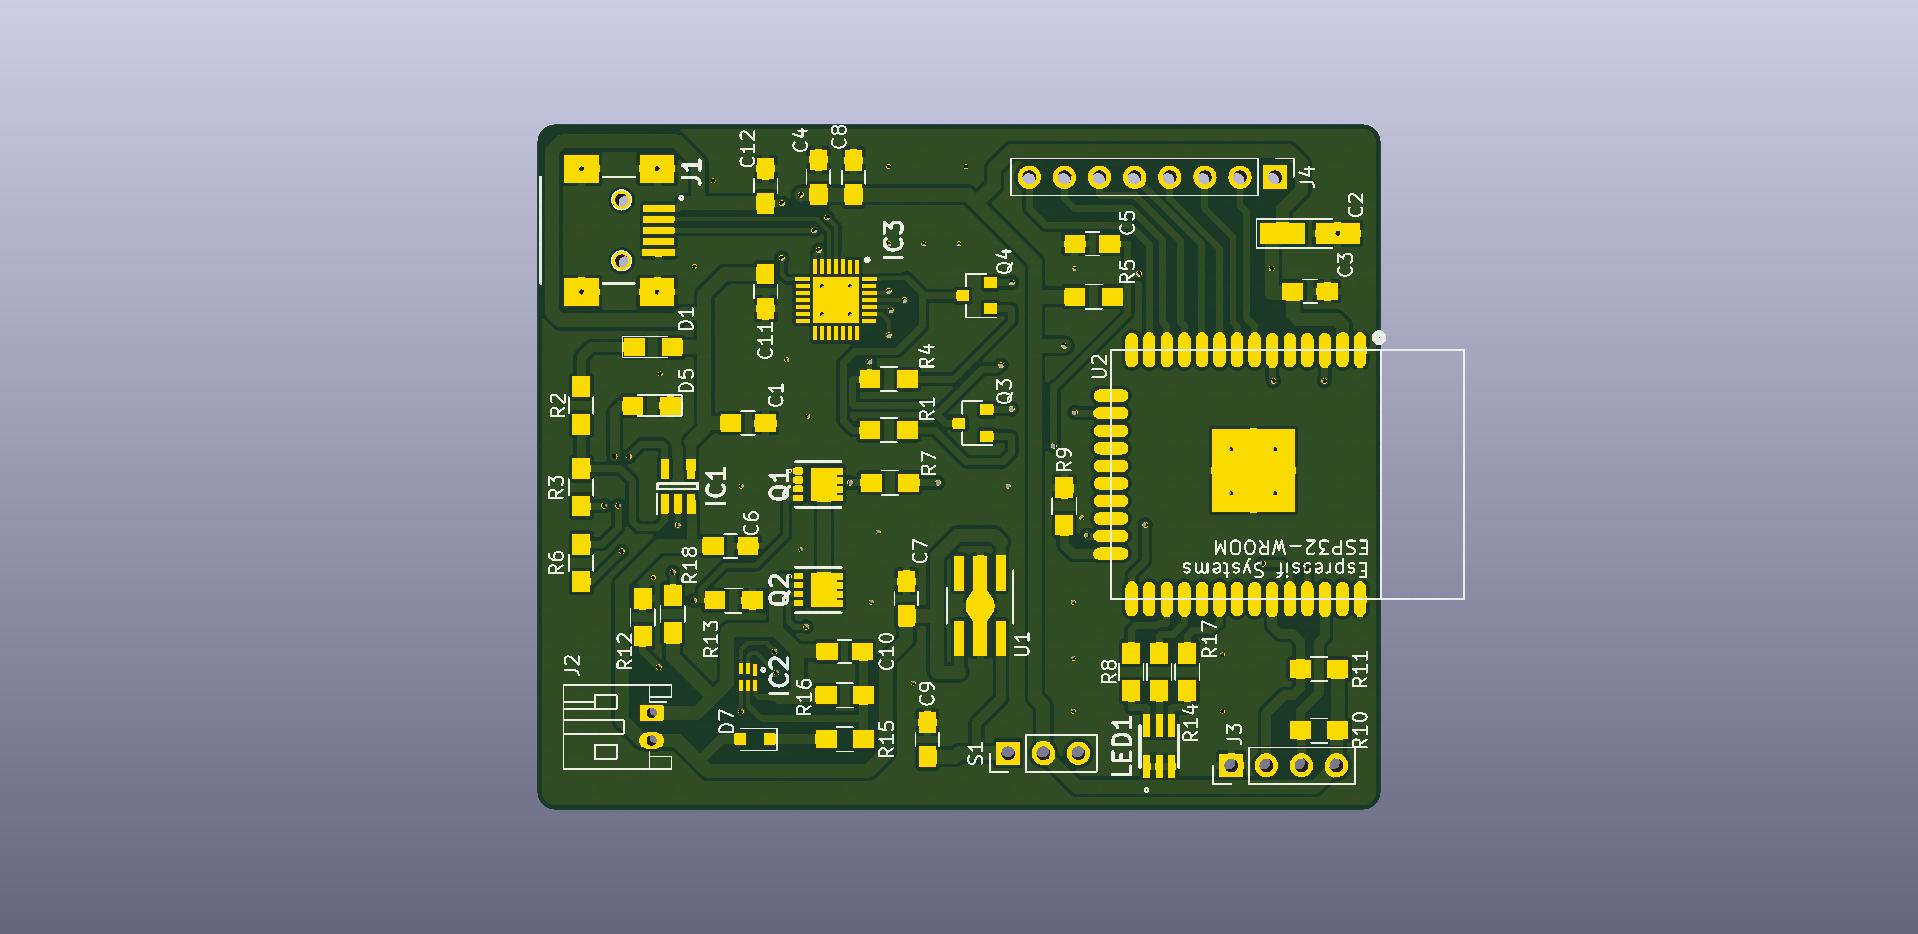 C12
C4
C8
J1
J4
C2
C5
IC3
Q4
R5
C3
D1
C11
R4
U2
D5
C1
Q3
R2
R1
R9
R7
R3
IC1
Q1
C6
ESP32-WROOM
Espressif Systems
C7
R6
R18
Q2
R12
R13
R17
U1
C10
R8
R11
J2
IC2
R16
C9
R14
D7
R15
S1
LED1
J3
R10